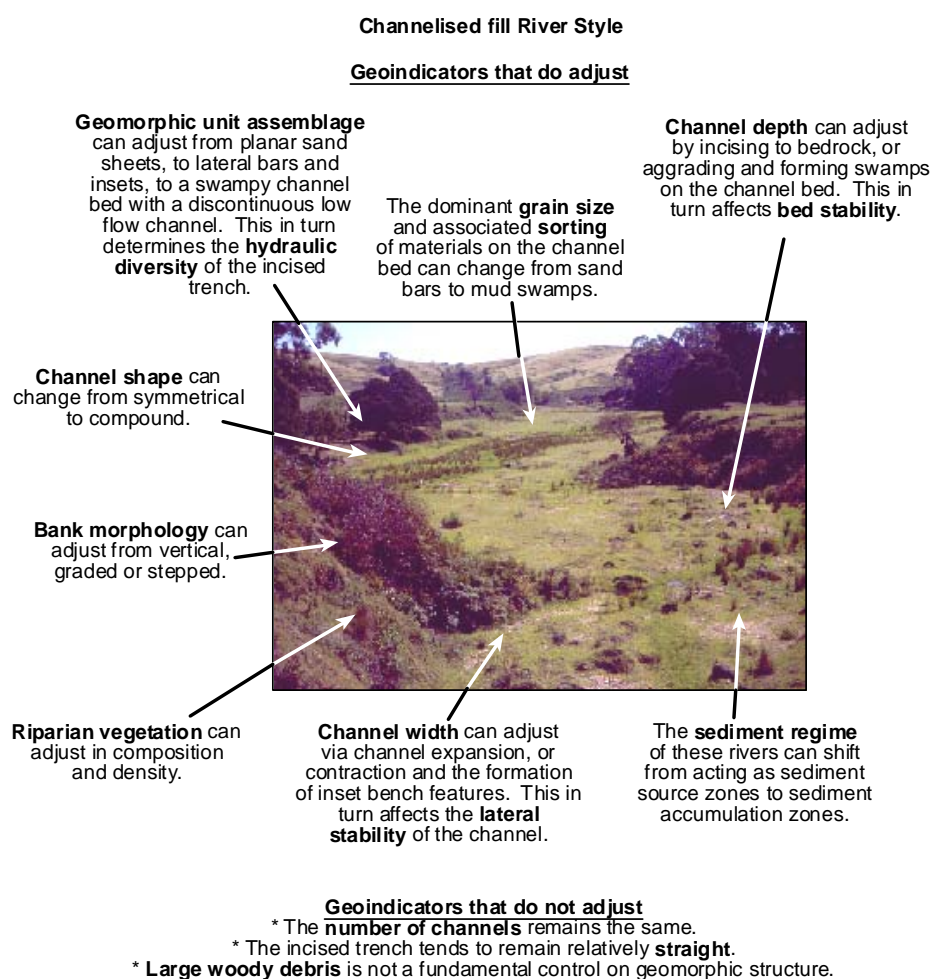 Channelised fill River Style
Geoindicators that do adjust
Geomorphic unit assemblage
can adjust from planar sand
sheets, to lateral bars and
insets, to a swampy channel
bed with a discontinuous low
flow channel.  This in turn
determines the hydraulic
diversity of the incised
trench.
The dominant grain size
and associated sorting
of materials on the channel
bed can change from sand
bars to mud swamps.
Channel depth can adjust
by incising to bedrock, or
aggrading and forming swamps
on the channel bed.  This in
turn affects bed stability.
Channel shape can
change from symmetrical
to compound.
Bank morphology can
adjust from vertical,
graded or stepped.
Riparian vegetation can
adjust in composition
and density.
Channel width can adjust
via channel expansion, or
contraction and the formation
of inset bench features.  This in
turn affects the lateral
stability of the channel.
The sediment regime
of these rivers can shift
from acting as sediment
source zones to sediment
accumulation zones.
Geoindicators that do not adjust
* The number of channels remains the same.
* The incised trench tends to remain relatively straight.
* Large woody debris is not a fundamental control on geomorphic structure.